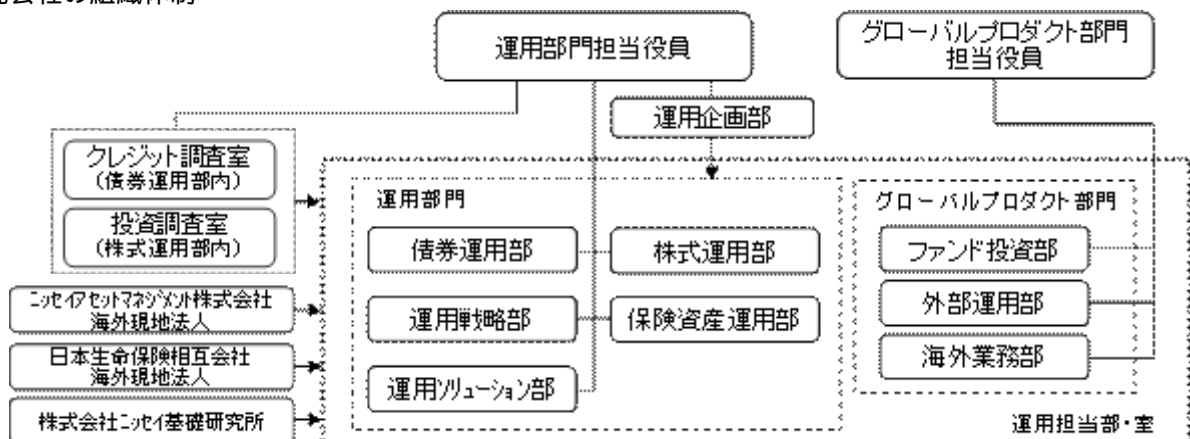 運用部門担当役員
グローバルプロダクト部門
担当役員
運用企画部
クレジット調査室
(債券運用部内)
投資調査室
(株式運用部内)
運用部門
グローバルプロダクト部門
債券運用部
株式運用部
ファンド投資部
運用戦略部
保険資産運用部
外部運用部
運用ソリューション部
海外業務部
ニッセイアセットマネジメント株式会社
海外現地法人
日本生命保険相互会社
海外現地法人
株式会社ニッセイ基礎研究所
運用担当部・室